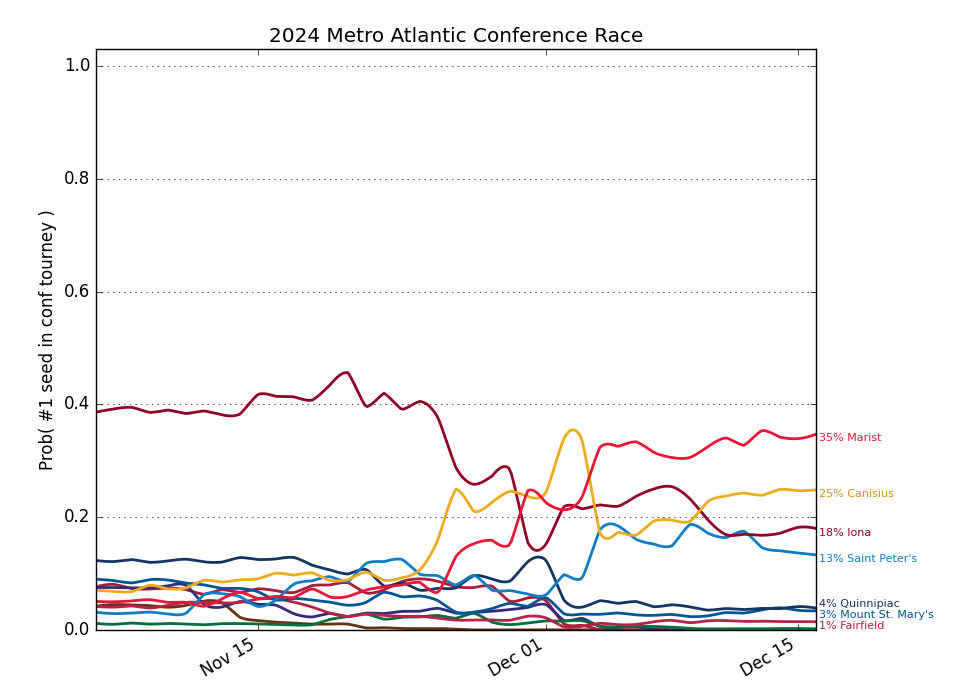 2024 Metro Atlantic Conference Race
Prob( #1 seed in conf tourney )
1.0
0.8
0.6
0.4
0.2
0.0
Nov 15
Dec 01
Dec 15
35% Marist
25% Canisius
18% Iona
13% Saint Peter's
4% Quinnipiac
3% Mount St. Mary's
1% Fairfield